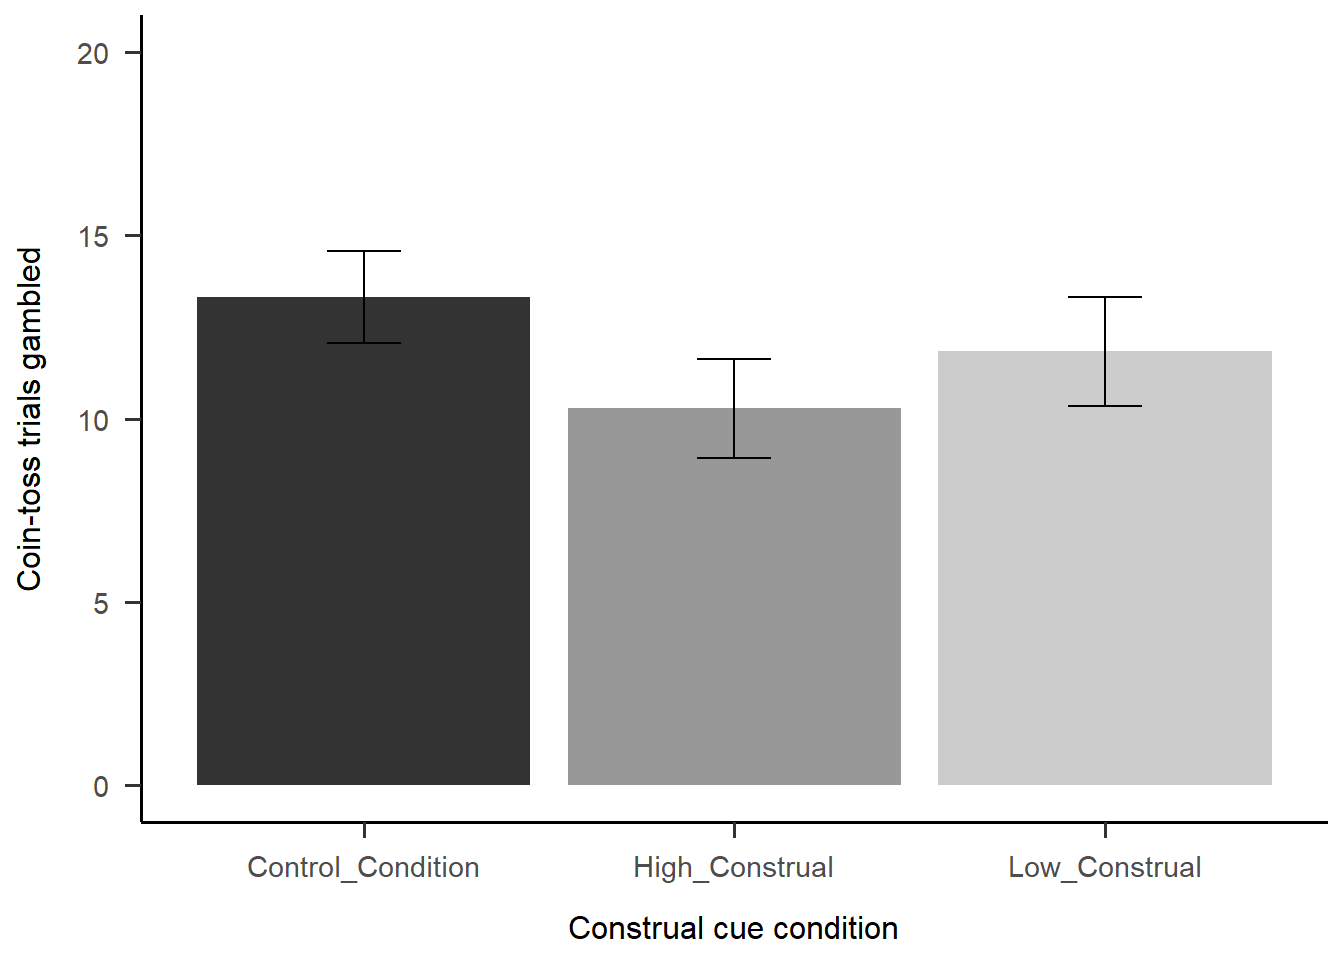 20
15
10
5
0
Coin-toss trials gambled
Control_Condition
High_Construal
Low_Construal
Construal cue condition